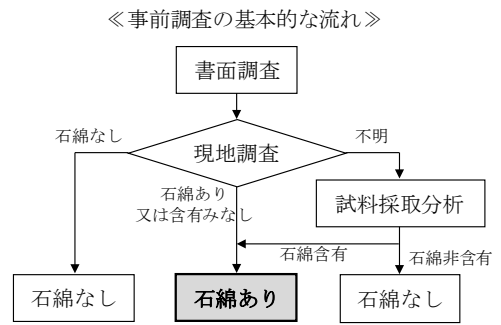 ≪事前調査の基本的な流れ≫
書面調査
石綿なし
現地調査
不明
石綿あり
又は含有みなし
試料採取分析
石綿含有
石綿非含有
石綿なし
石綿あり
石綿なし